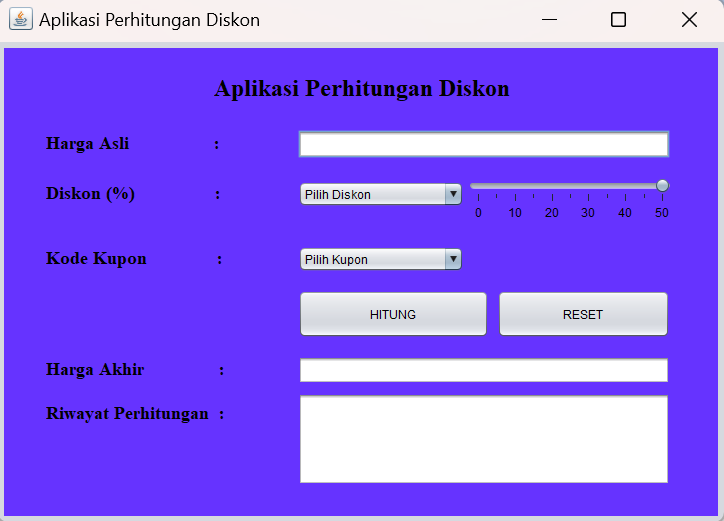 Aplikasi Perhitungan Diskon
Aplikasi Perhitungan Diskon
Harga Asli :
Diskon (%) : Pilih Diskon
0 10 20 30 40 50
Kode Kupon : Pilih Kupon
HITUNG RESET
Harga Akhir :
Riwayat Perhitungan :